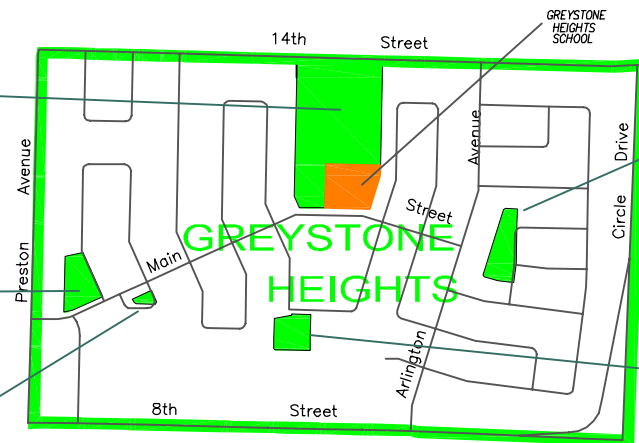 GREYSTONE
HEIGHTS
SCHOOL
14th Street
Preston Avenue
Avenue
Arlington
Circle Drive
Main
Street
GREYSTONE
HEIGHTS
8th Street